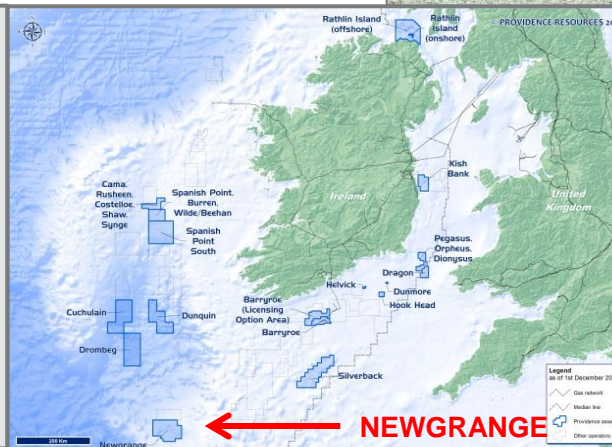 Rathlin Island
(offshore)
Rathlin
Island
(onshore)
PROVIDENCE RESOURCES 20
Kish
Bank
Cama,
Rusheen,
Costelloe,
Shaw,
Synge
Spanish Point,
Burren,
Wilde/Beehan
Ireland
United
Kingdom
Spanish
Point
South
Pegasus,
Orpheus,
Dionysus
Dragon
Helvick
Dunmore
Hook Head
Barryroe
(Licensing
Option Area)
Barryroe
Cuchulain
Dunquin
Drombeg
Silverback
Legend
as of 1st December 20
Gas network
Median line
Providence
Other operators
NEWGRANGE
Newgrange
200 Km